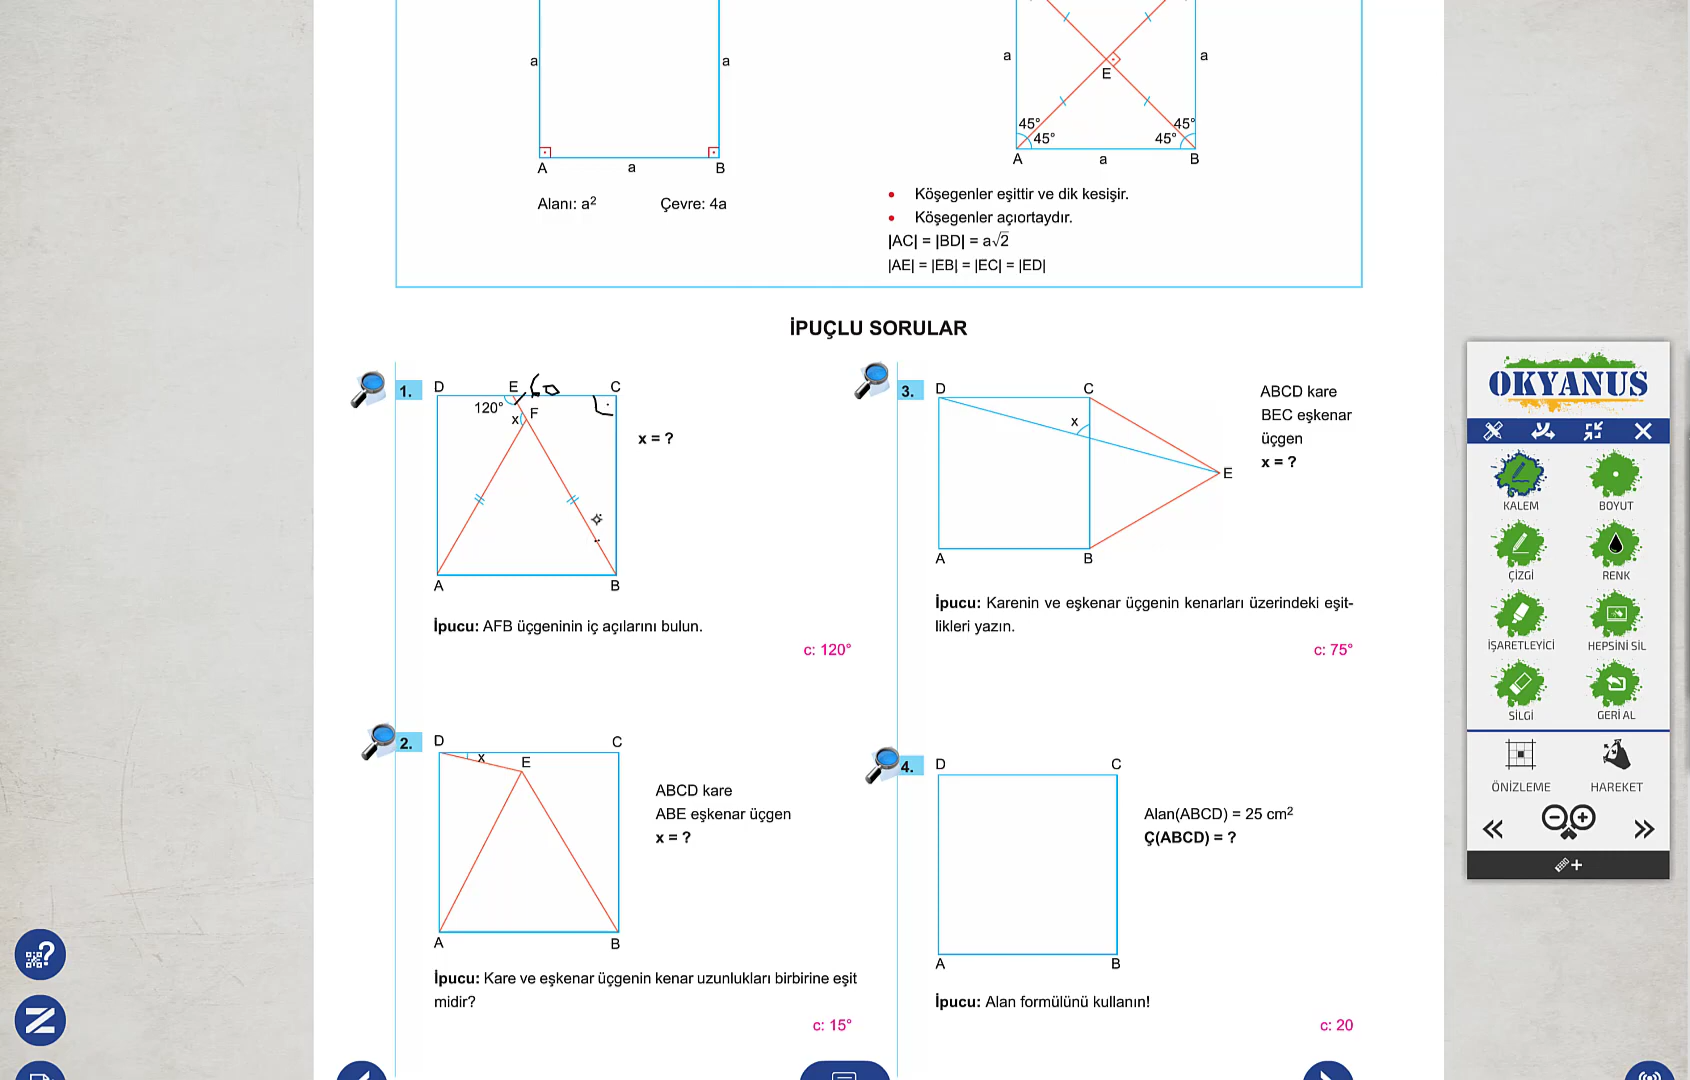 a
a
A
a
B
Alanı: a²
Çevre: 4a
a
a
E
45°
45°
45°
45°
A
a
B
• Köşegenler eşittir ve dik kesişir.
• Köşegenler açıortaydır.
|AC| = |BD| = a√2
|AE| = |EB| = |EC| = |ED|
İPUÇLU SORULAR
1.
D
E
C
120°
F
x
x = ?
A
B
İpucu: AFB üçgeninin iç açılarını bulun.
c: 120°
2.
D
C
x
E
ABCD kare
ABE eşkenar üçgen
x = ?
A
B
İpucu: Kare ve eşkenar üçgenin kenar uzunlukları birbirine eşit
midir?
c: 15°
3.
D
C
x
E
ABCD kare
BEC eşkenar
üçgen
x = ?
A
B
İpucu: Karenin ve eşkenar üçgenin kenarları üzerindeki eşit-
likleri yazın.
c: 75°
4.
D
C
Alan(ABCD) = 25 cm²
Ç(ABCD) = ?
A
B
İpucu: Alan formülünü kullanın!
c: 20
OKYANUS
KALEM
BOYUT
ÇİZGİ
RENK
İŞARETLEYİCİ
HEPSİNİ SİL
SİLGİ
GERİ AL
ÖNİZLEME
HAREKET